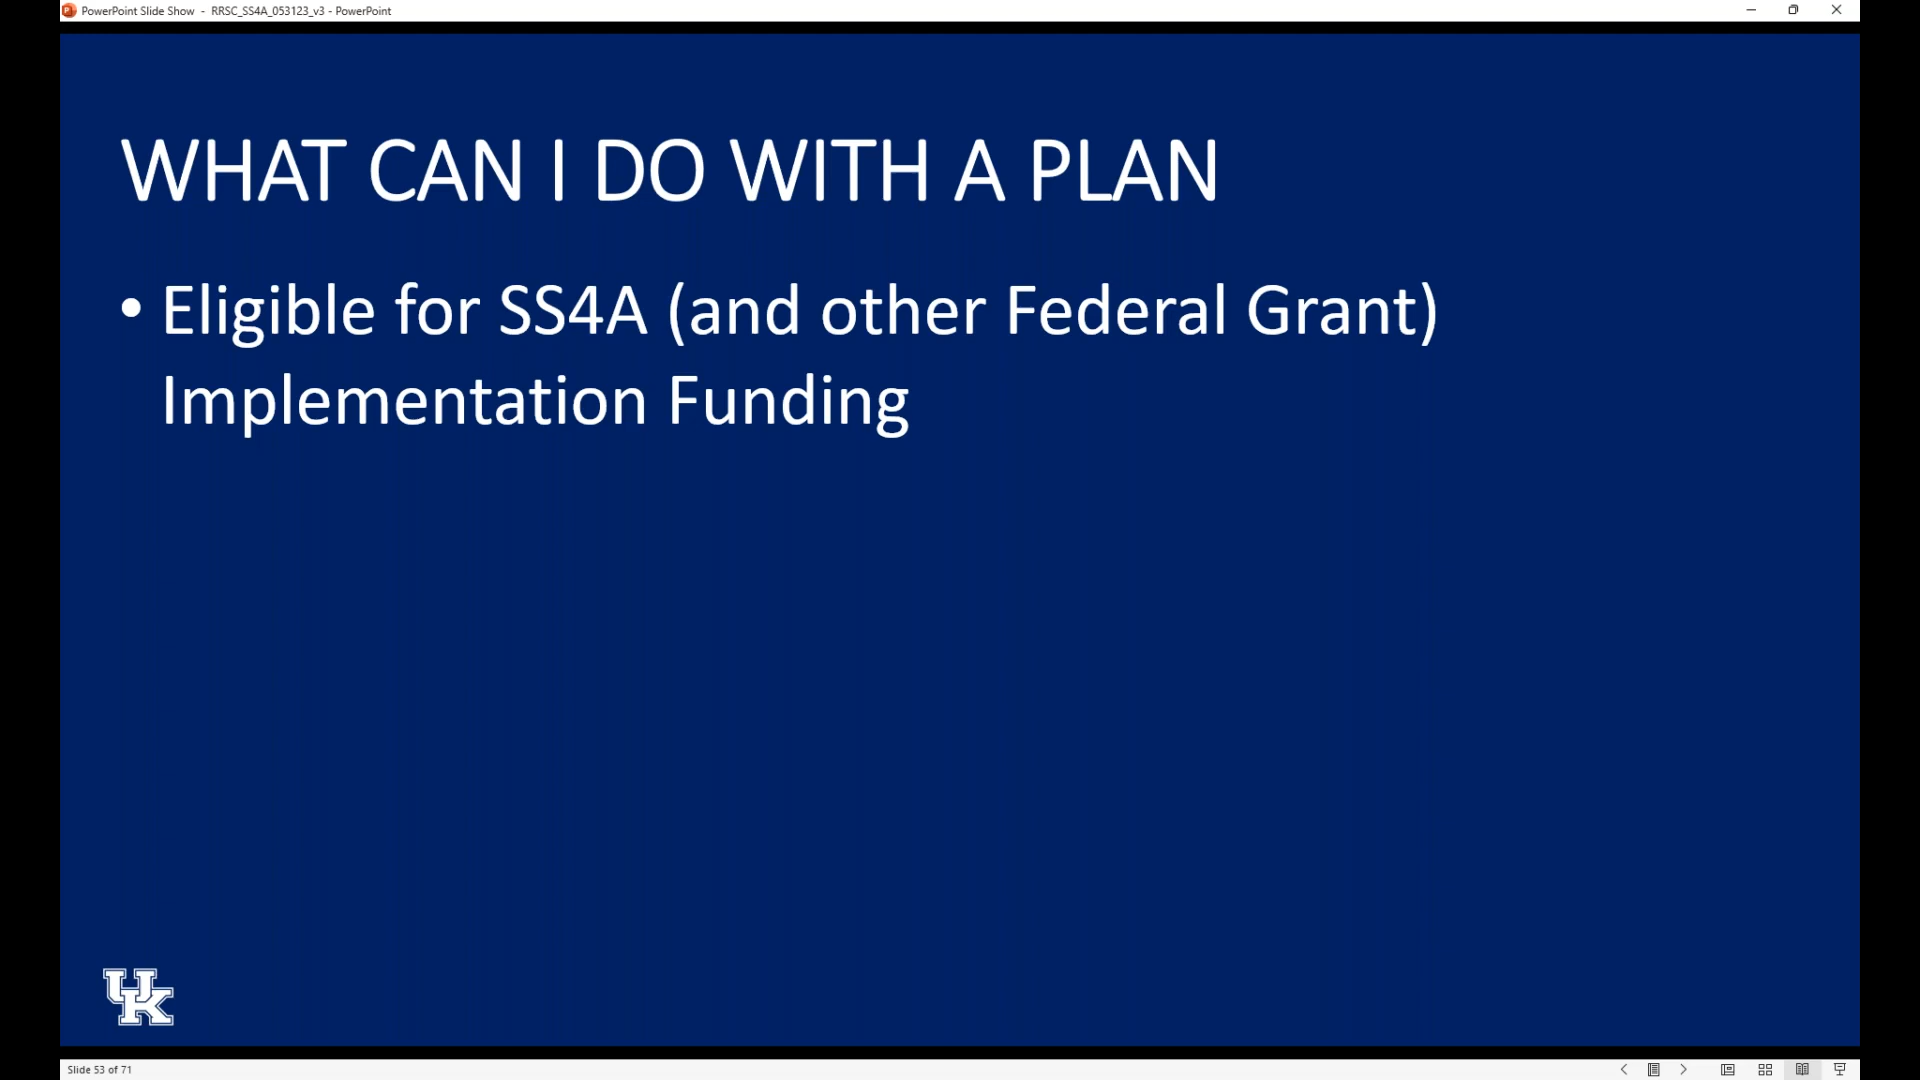 PowerPoint Slide Show - RRSC_SS4A_053123_v3 - PowerPoint
WHAT CAN I DO WITH A PLAN
• Eligible for SS4A (and other Federal Grant)
Implementation Funding
UK
Slide 53 of 71